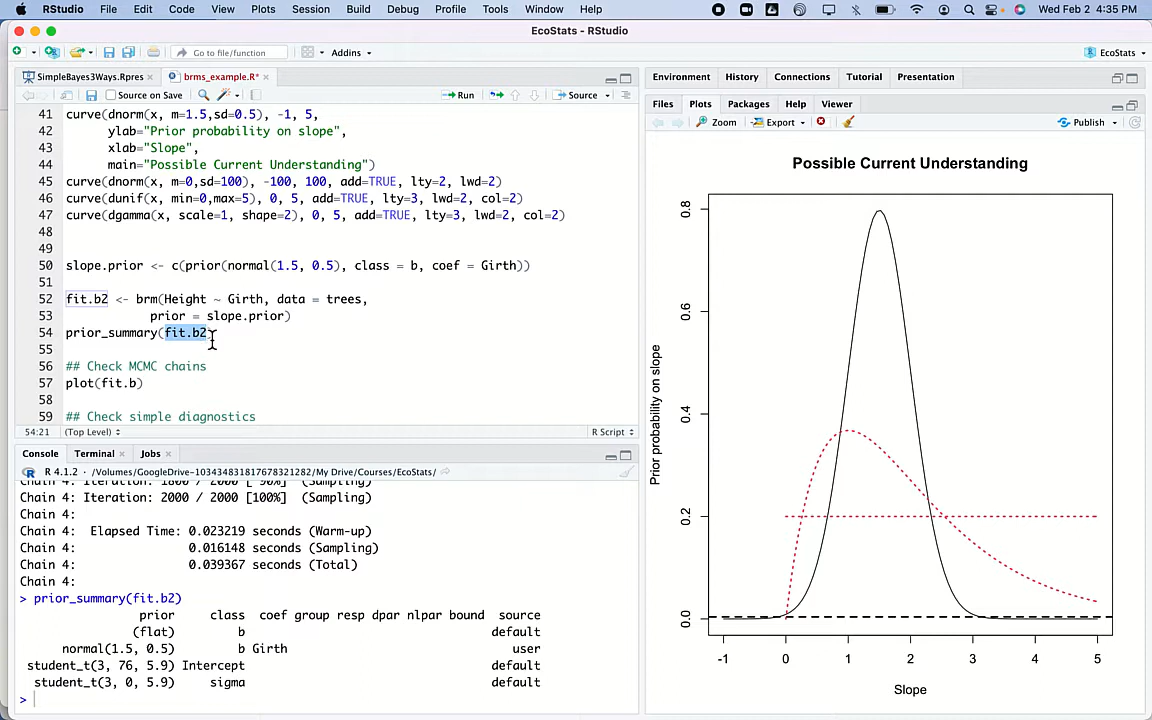 RStudio File Edit Code View Plots Session Build Debug Profile Tools Window Help Wed Feb 2 4:35 PM
EcoStats - RStudio
Go to file/function Addins EcoStats
SimpleBayes3Ways.Rpres brms_example.R*
Source on Save Run Source
41 curve(dnorm(x, m=1.5,sd=0.5), -1, 5,
42 ylab="Prior probability on slope",
43 xlab="Slope",
44 main="Possible Current Understanding")
45 curve(dnorm(x, m=0,sd=100), -100, 100, add=TRUE, lty=2, lwd=2)
46 curve(dunif(x, min=0,max=5), 0, 5, add=TRUE, lty=3, lwd=2, col=2)
47 curve(dgamma(x, scale=1, shape=2), 0, 5, add=TRUE, lty=3, lwd=2, col=2)
48
49
50 slope.prior <- c(prior(normal(1.5, 0.5), class = b, coef = Girth))
51
52 fit.b2 <- brm(Height ~ Girth, data = trees,
53 prior = slope.prior)
54 prior_summary(fit.b2)
55
56 ## Check MCMC chains
57 plot(fit.b)
58
59 ## Check simple diagnostics
54:21 (Top Level) R Script
Console Terminal Jobs
R 4.1.2 · /Volumes/GoogleDrive-103434831817678321282/My Drive/Courses/EcoStats/
Chain 4: Iteration: 1800 / 2000 [ 90%] (Sampling)
Chain 4: Iteration: 2000 / 2000 [100%] (Sampling)
Chain 4:
Chain 4: Elapsed Time: 0.023219 seconds (Warm-up)
Chain 4: 0.016148 seconds (Sampling)
Chain 4: 0.039367 seconds (Total)
Chain 4:
> prior_summary(fit.b2)
prior class coef group resp dpar nlpar bound source
(flat) b default
normal(1.5, 0.5) b Girth user
student_t(3, 76, 5.9) Intercept default
student_t(3, 0, 5.9) sigma default
>
Environment History Connections Tutorial Presentation
Files Plots Packages Help Viewer
Zoom Export Publish
Possible Current Understanding
Prior probability on slope
0.8
0.6
0.4
0.2
0.0
-1 0 1 2 3 4 5
Slope